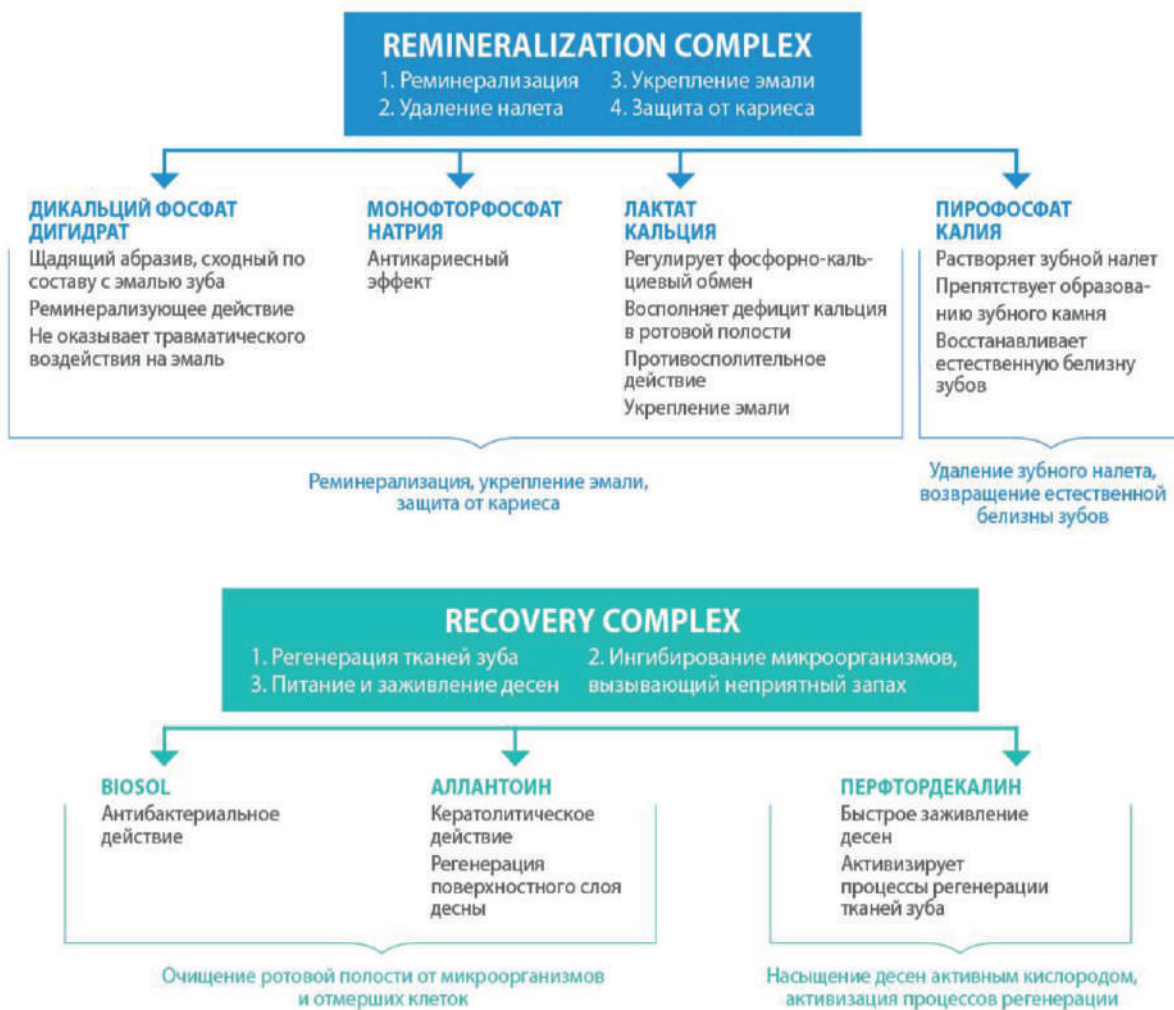 REMINERALIZATION COMPLEX
1. Реминерализация
2. Удаление налета
3. Укрепление эмали
4. Защита от кариеса
ДИКАЛЬЦИЙ ФОСФАТ
ДИГИДРАТ
Щадящий абразив, сходный по
составу с эмалью зуба
Реминерализующее действие
Не оказывает травматического
воздействия на эмаль
МОНОФТОРФОСФАТ
НАТРИЯ
Антикариесный
эффект
ЛАКТАТ
КАЛЬЦИЯ
Регулирует фосфорно-каль-
циевый обмен
Восполняет дефицит кальция
в ротовой полости
Противосполительное
действие
Укрепление эмали
ПИРОФОСФАТ
КАЛИЯ
Растворяет зубной налет
Препятствует образова-
нию зубного камня
Восстанавливает
естественную белизну
зубов
Реминерализация, укрепление эмали,
защита от кариеса
Удаление зубного налета,
возвращение естественной
белизны зубов
RECOVERY COMPLEX
1. Регенерация тканей зуба
3. Питание и заживление десен
2. Ингибирование микроорганизмов,
вызывающий неприятный запах
BIOSOL
Антибактериальное
действие
АЛЛАНТОИН
Кератолитическое
действие
Регенерация
поверхностного слоя
десны
ПЕРФТОРДЕКАЛИН
Быстрое заживление
десен
Активизирует
процессы регенерации
тканей зуба
Очищение ротовой полости от микроорганизмов
и отмерших клеток
Насыщение десен активным кислородом,
активизация процессов регенерации